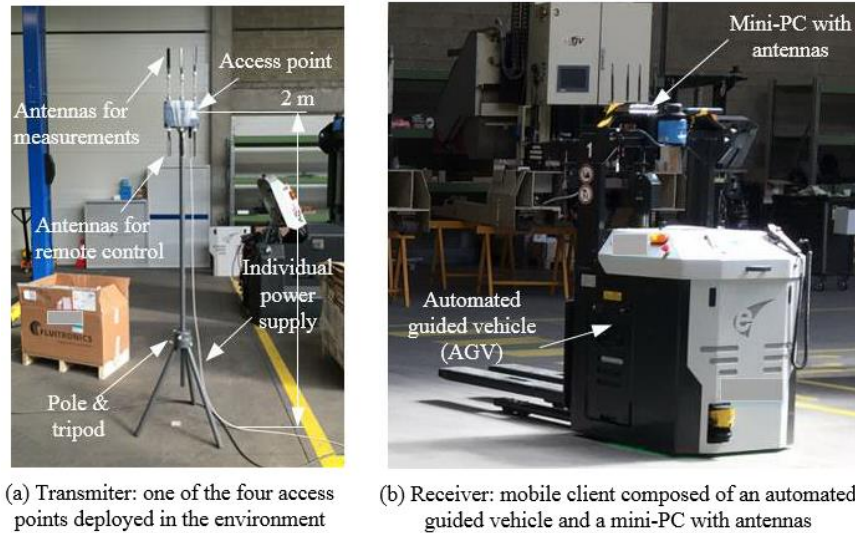 Access point
2 m
Antennas for
measurements
Antennas for
remote control
Individual
power
supply
FLUITRONICS
Pole &
tripod
Mini-PC with
antennas
1
Automated
guided vehicle
(AGV)
e
(a) Transmiter: one of the four access
points deployed in the environment
(b) Receiver: mobile client composed of an automated
guided vehicle and a mini-PC with antennas